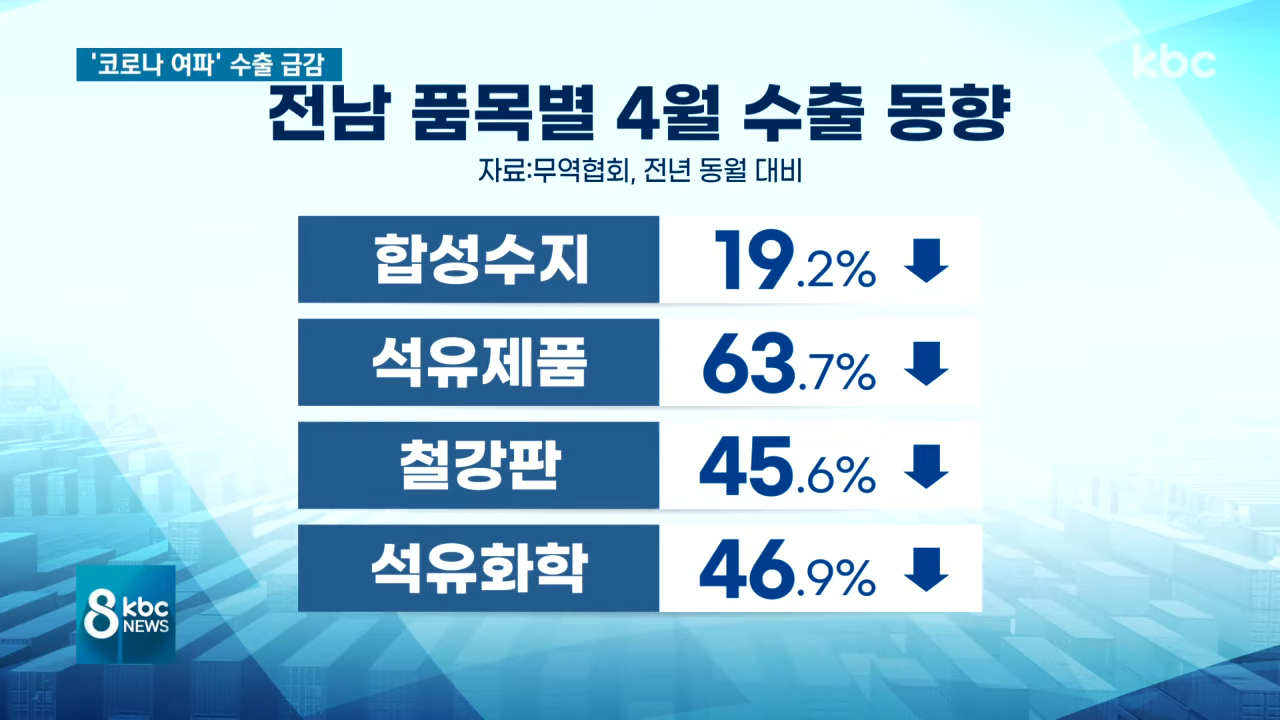 '코로나 여파' 수출 급감
kbc
전남 품목별 4월 수출 동향
자료:무역협회, 전년 동월 대비
합성수지 19.2%
석유제품 63.7%
철강판 45.6%
석유화학 46.9%
8 kbc
NEWS